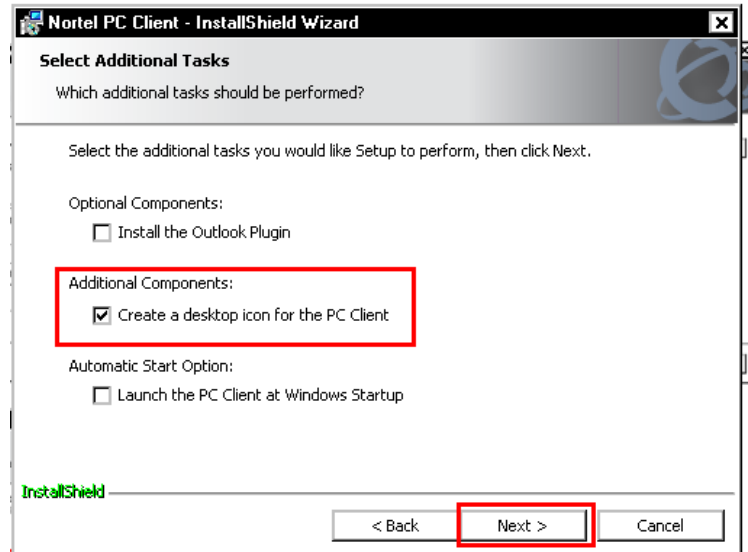 Nortel PC Client - InstallShield Wizard
Select Additional Tasks
Which additional tasks should be performed?
Select the additional tasks you would like Setup to perform, then click Next.
Optional Components:
Install the Outlook Plugin
Additional Components:
Create a desktop icon for the PC Client
Automatic Start Option:
Launch the PC Client at Windows Startup
InstallShield
< Back Next > Cancel